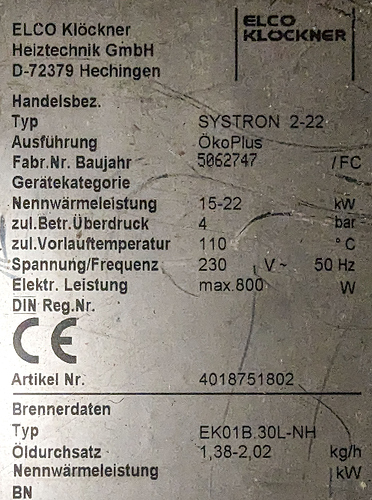 ELCO Klöckner
Heiztechnik GmbH
D-72379 Hechingen
ELCO
KLÖCKNER
Handelsbez.
Typ SYSTRON 2-22
Ausführung ÖkoPlus
Fabr.Nr. Baujahr 5062747 /FC
Gerätekategorie
Nennwärmeleistung 15-22 kW
zul.Betr.Überdruck 4 bar
zul.Vorlauftemperatur 110 °C
Spannung/Frequenz 230 V~ 50 Hz
Elektr. Leistung max.800 W
DIN Reg.Nr.
CE
Artikel Nr. 4018751802
Brennerdaten
Typ EK01B.30L-NH
Öldurchsatz 1,38-2,02 kg/h
Nennwärmeleistung kW
BN